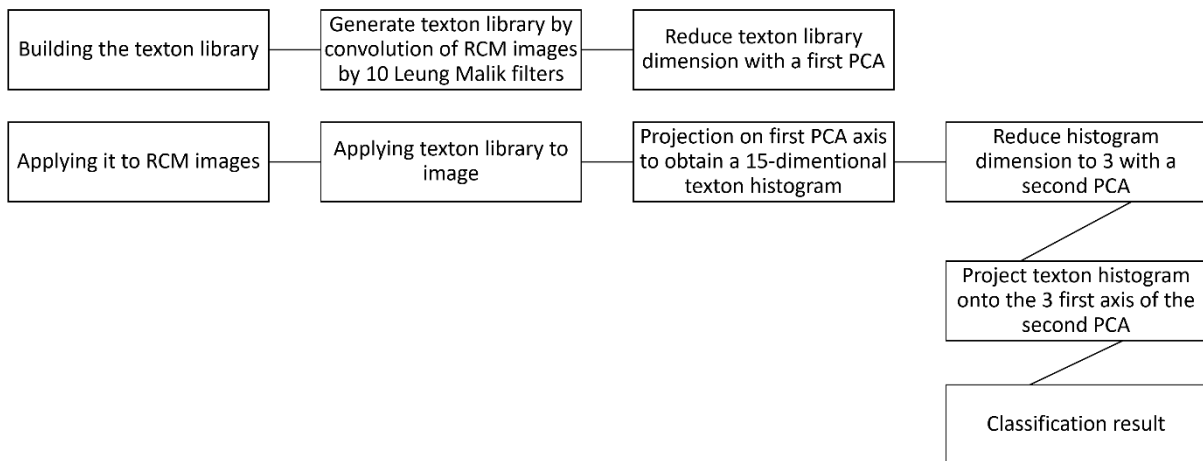 Building the texton library
Generate texton library by
convolution of RCM images
by 10 Leung Malik filters
Reduce texton library
dimension with a first PCA
Applying it to RCM images
Applying texton library to
image
Projection on first PCA axis
to obtain a 15-dimentional
texton histogram
Reduce histogram
dimension to 3 with a
second PCA
Project texton histogram
onto the 3 first axis of the
second PCA
Classification result